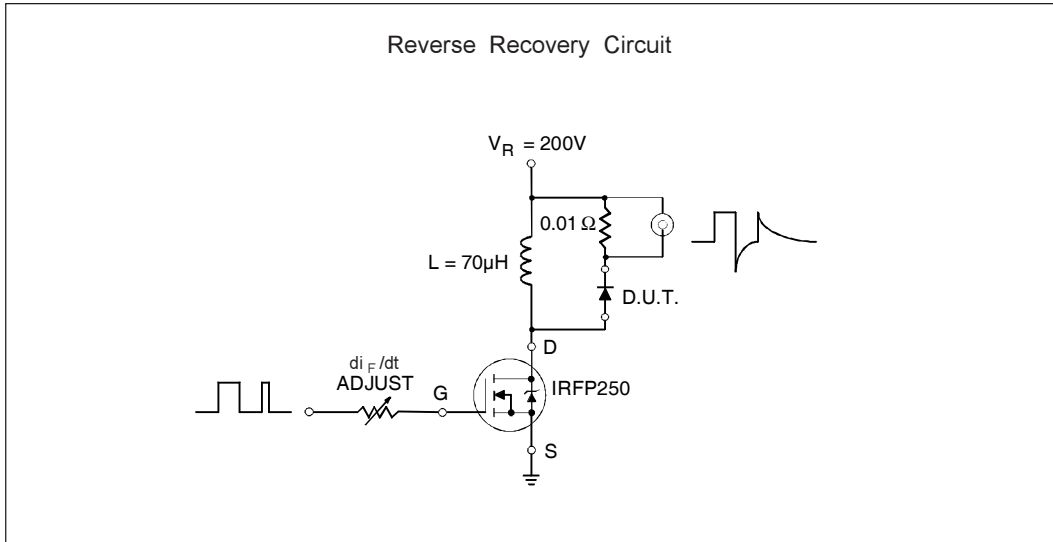 Reverse Recovery Circuit
V_R = 200V
0.01 Ω
L = 70µH
D.U.T.
D
di_F/dt
ADJUST
G
IRFP250
S